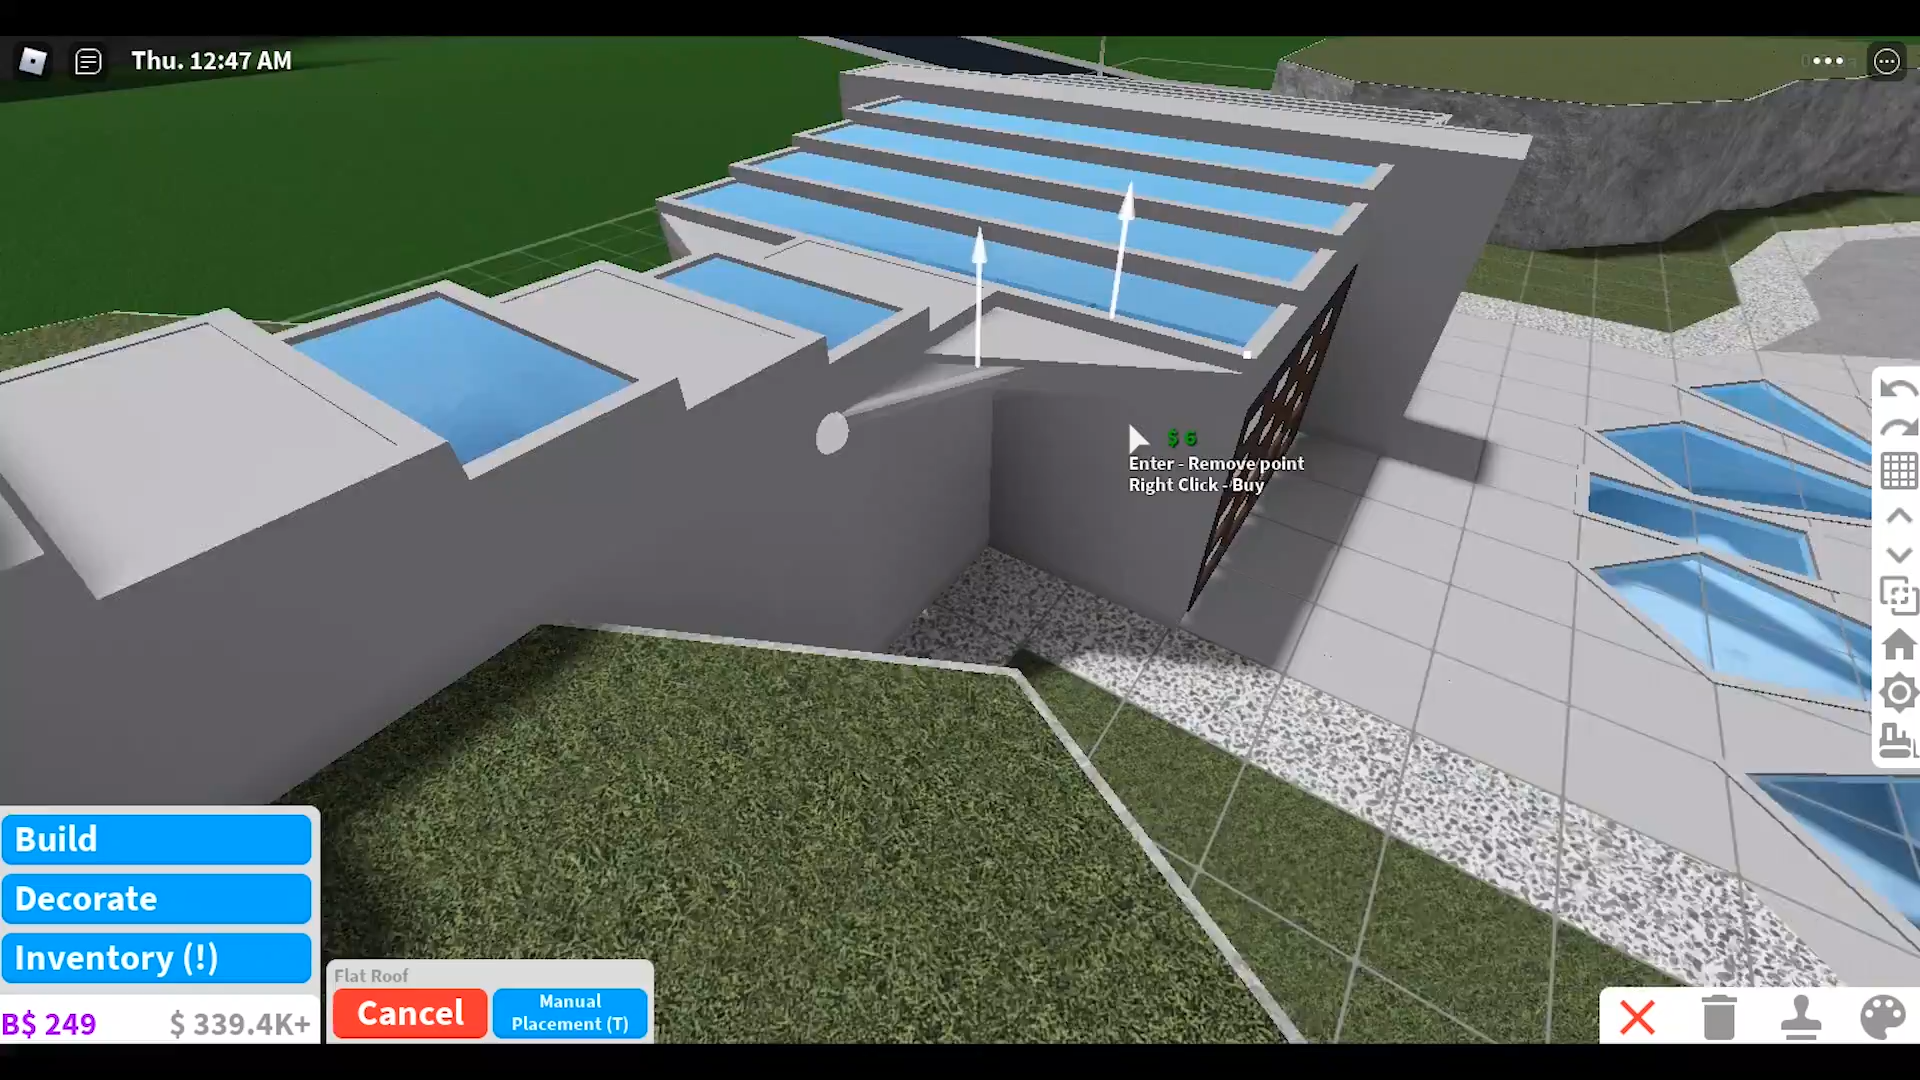 Thu. 12:47 AM
$ 6
Enter - Remove point
Right Click - Buy
Build
Decorate
Inventory (!)
B$ 249
$ 339.4K+
Flat Roof
Cancel
Manual
Placement (T)